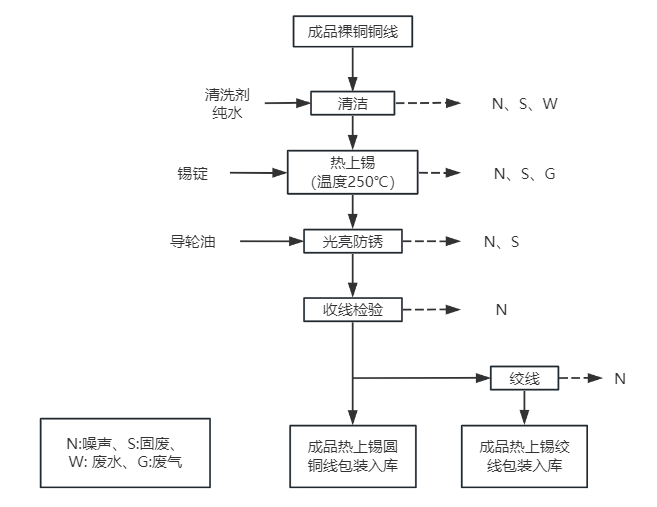 成品裸铜铜线
清洗剂
纯水
清洁
N、S、W
锡锭
热上锡
（温度250℃）
N、S、G
导轮油
光亮防锈
N、S
收线检验
N
绞线
N
N:噪声、S:固废、
W: 废水、G:废气
成品热上锡圆
铜线包装入库
成品热上锡绞
线包装入库